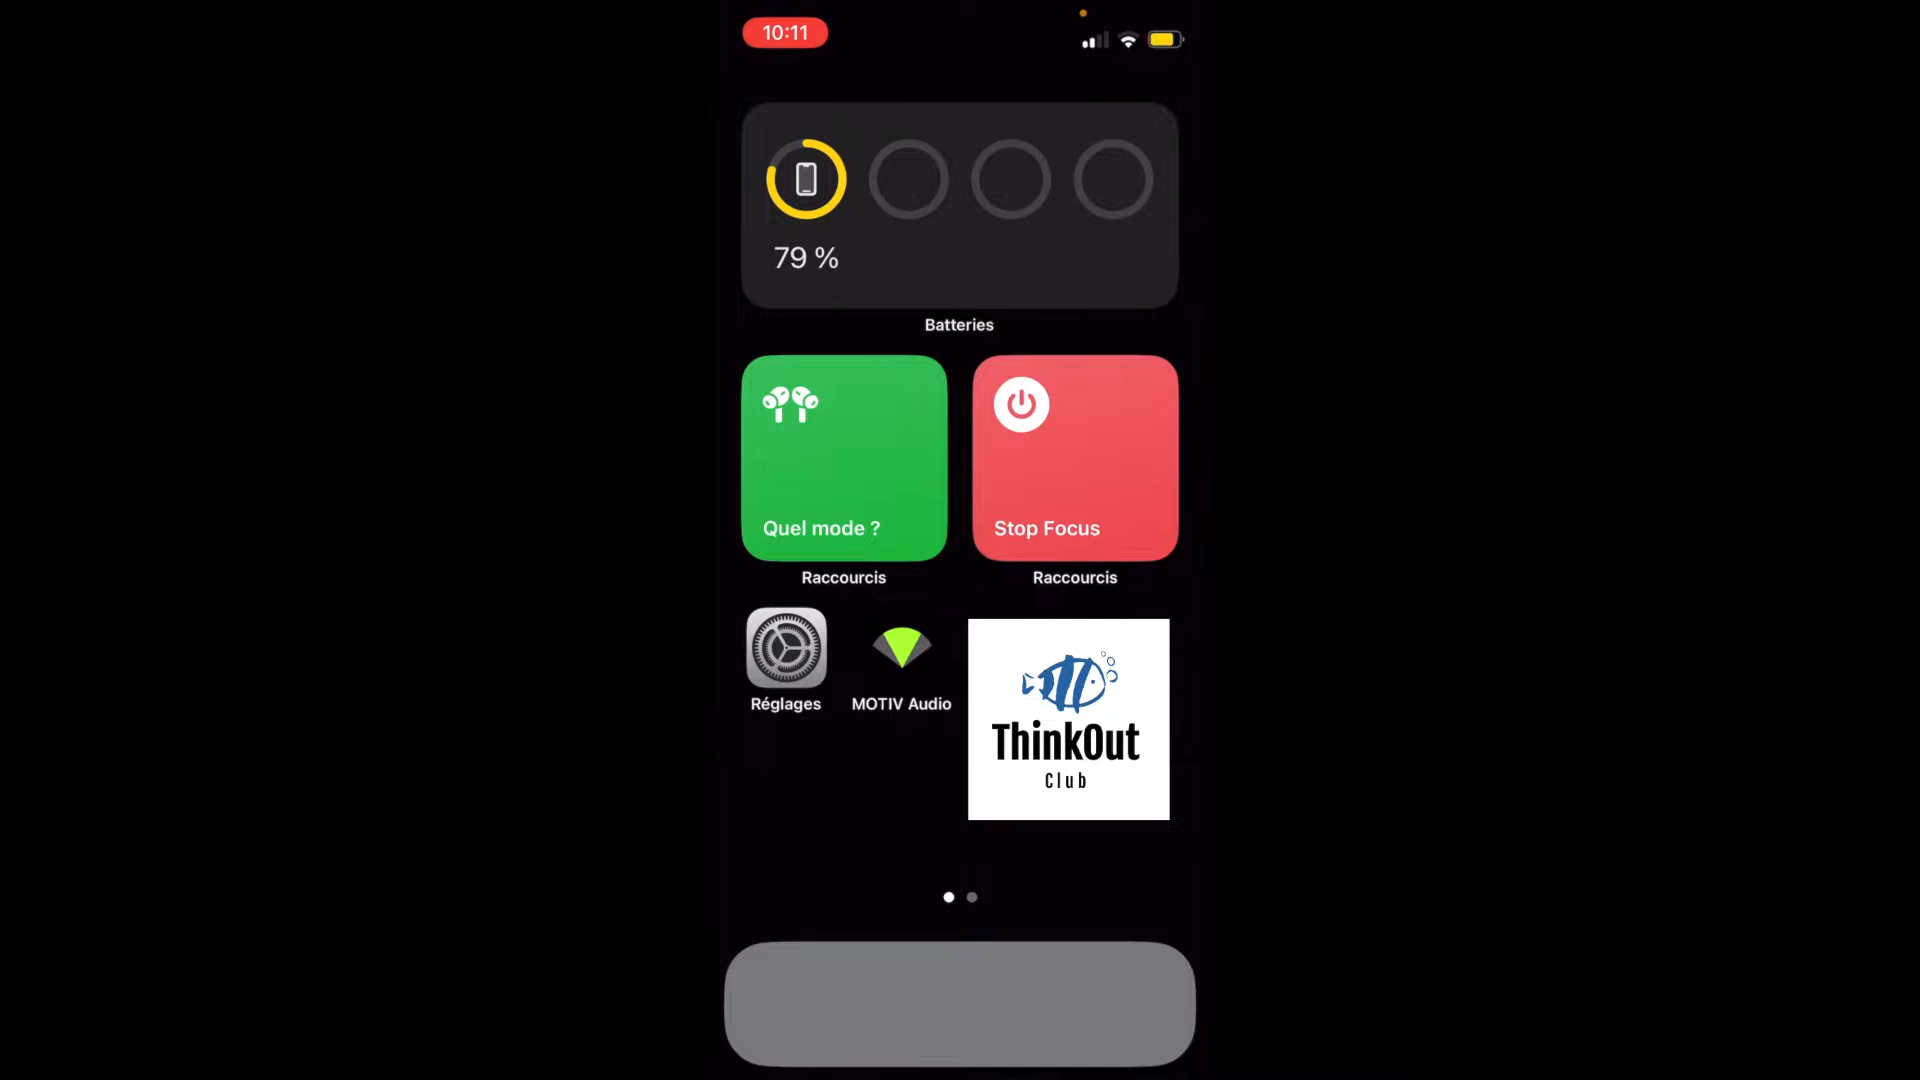 10:11
79 %
Batteries
Quel mode ?
Stop Focus
Raccourcis
Raccourcis
Réglages
MOTIV Audio
ThinkOut
Club